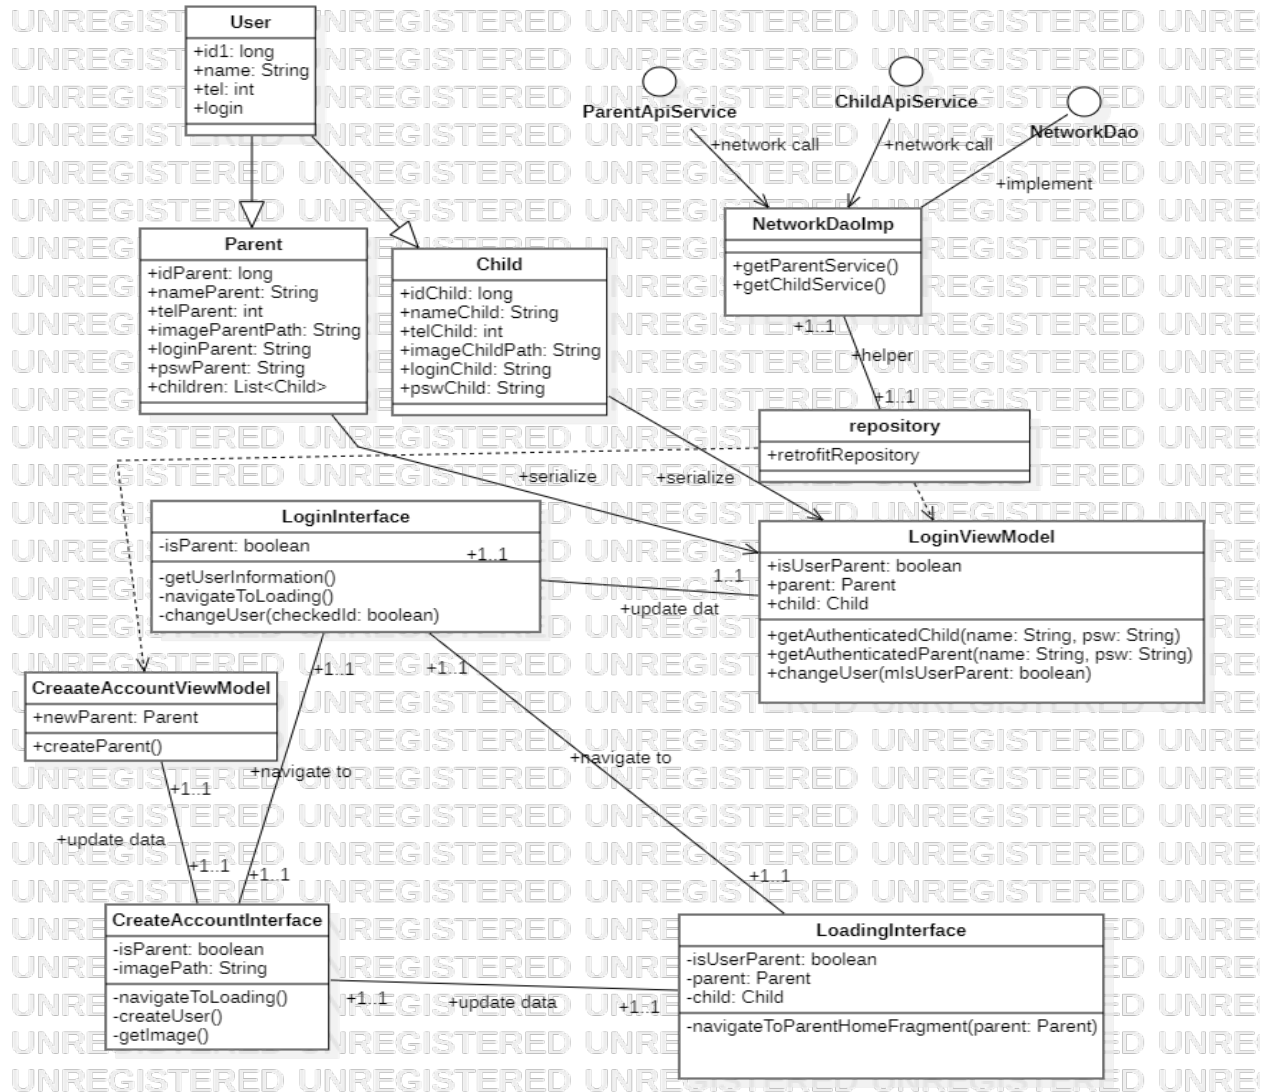 User
+id1: long
+name: String
+tel: int
+login
ParentApiService
ChildApiService
NetworkDao
+network call
+network call
+implement
NetworkDaoImp
+getParentService()
+getChildService()
+1..1
+helper
+1..1
Parent
+idParent: long
+nameParent: String
+telParent: int
+imageParentPath: String
+loginParent: String
+pswParent: String
+children: List<Child>
Child
+idChild: long
+nameChild: String
+telChild: int
+imageChildPath: String
+loginChild: String
+pswChild: String
repository
+retrofitRepository
+serialize
+serialize
LoginInterface
-isParent: boolean
-getUserInformation()
-navigateToLoading()
-changeUser(checkedId: boolean)
+1..1
1..1
+update dat
LoginViewModel
+isUserParent: boolean
+parent: Parent
+child: Child
+getAuthenticatedChild(name: String, psw: String)
+getAuthenticatedParent(name: String, psw: String)
+changeUser(mIsUserParent: boolean)
+1..1
+1..1
CreaateAccountViewModel
+newParent: Parent
+createParent()
+navigate to
+navigate to
+1..1
+update data
+1..1
+1..1
+1..1
CreateAccountInterface
-isParent: boolean
-imagePath: String
-navigateToLoading()
-createUser()
-getImage()
+1..1
+update data
+1..1
LoadingInterface
-isUserParent: boolean
-parent: Parent
-child: Child
-navigateToParentHomeFragment(parent: Parent)
UNREGISTERED